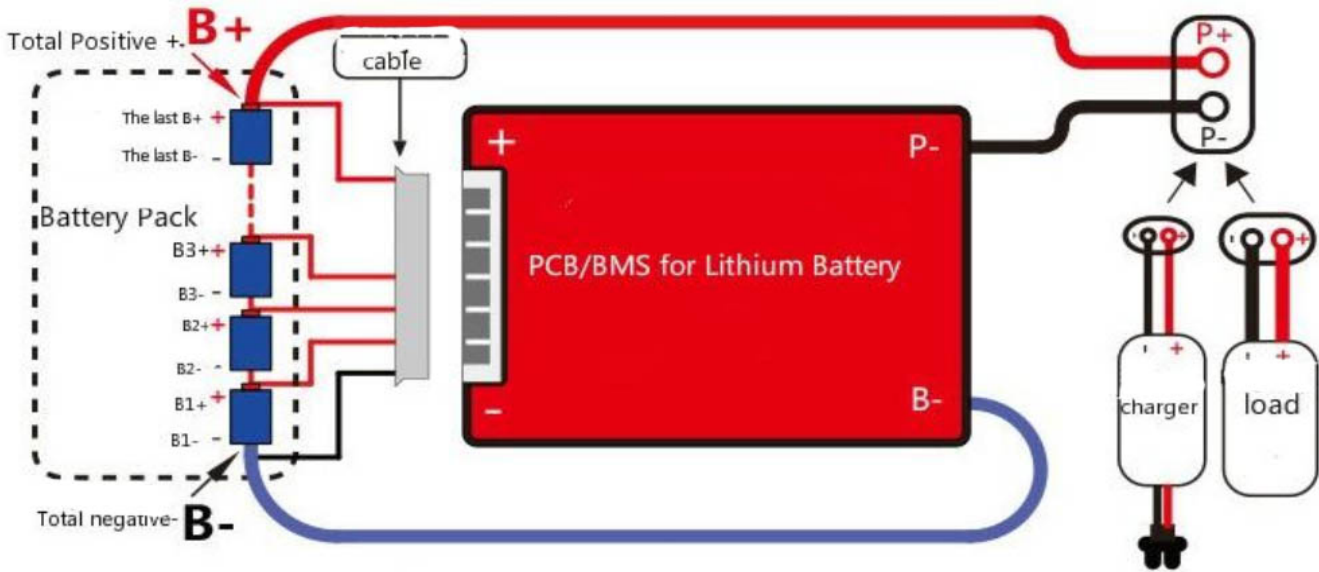 Total Positive +
B+
cable
P+
P-
The last B+ +
The last B- -
+
P-
Battery Pack
B3+ +
B3- -
B2+ +
B2- -
B1+ +
B1- -
PCB/BMS for Lithium Battery
-
B-
- +
- +
- +
- +
charger
load
Total negative-
B-